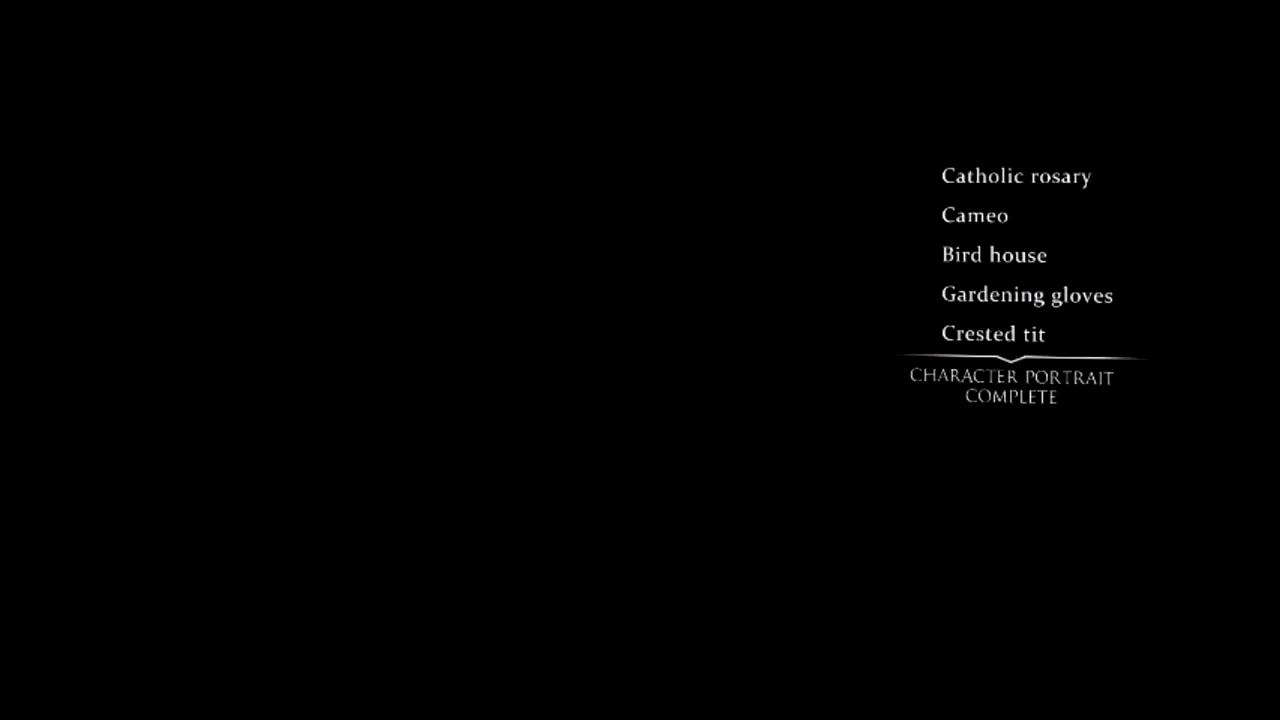 Catholic rosary
Cameo
Bird house
Gardening gloves
Crested tit
CHARACTER PORTRAIT
COMPLETE